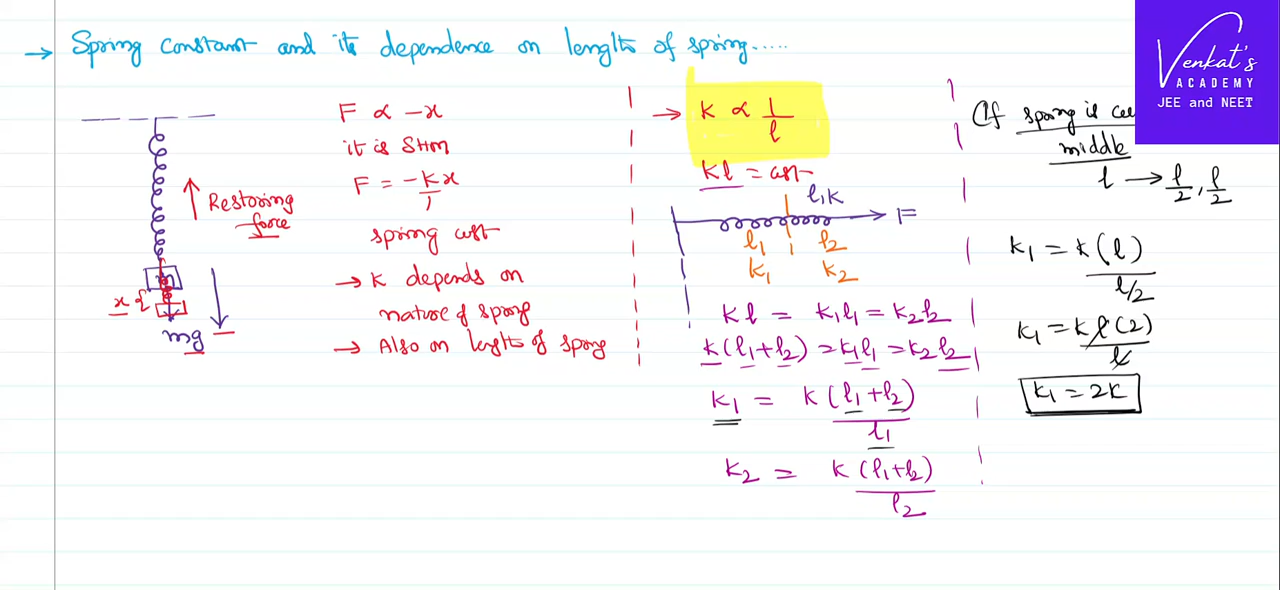 → Spring constant and its dependence on length of spring.....
F ∝ -x
it is SHM
F = -kx
spring cost
→ K depends on
nature of spring
→ Also on length of spring
Restoring
force
x {
mg
→ K ∝ 1/l
Kl = cost
l, K
F
l₁ l₂
K₁ K₂
Kl = K₁l₁ = K₂l₂
K(l₁+l₂) = K₁l₁ = K₂l₂
K₁ = K(l₁+l₂)/l₁
K₂ = K(l₁+l₂)/l₂
(If spring is
middle
l → l/2, l/2
K₁ = K(l)/l/2
K₁ = Kl(2)/l
K₁ = 2K
Venkat's
ACADEMY
JEE and NEET